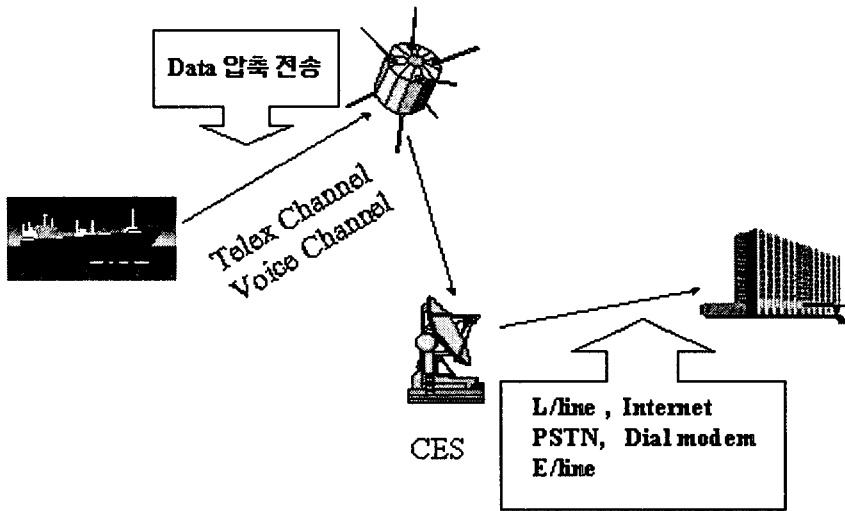 Data 압축 전송
Telex Channel
Voice Channel
CES
L/line , Internet
PSTN, Dial modem
E/line